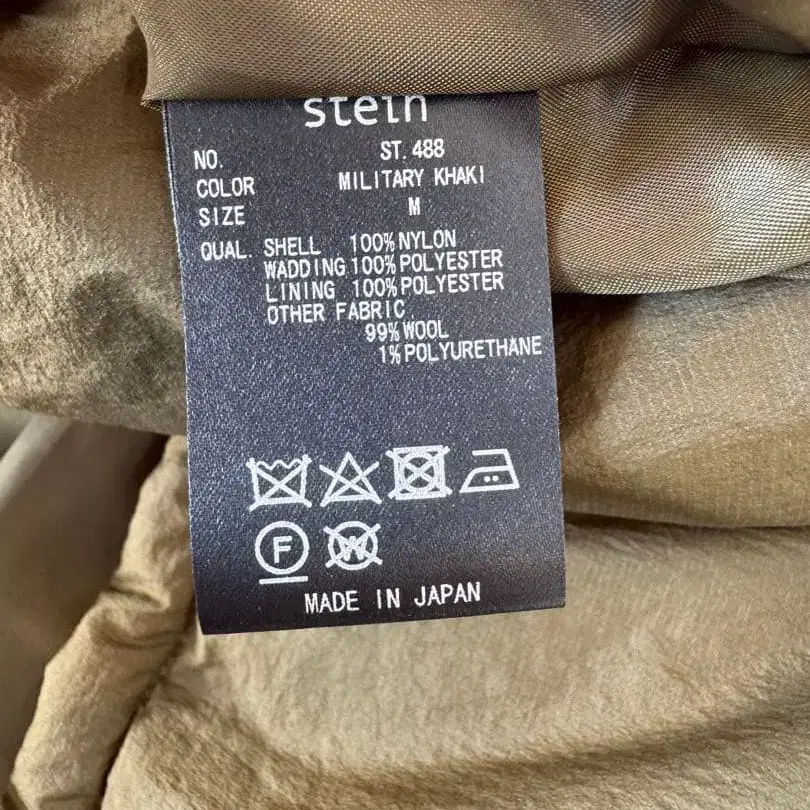 stein
NO. ST.488
COLOR MILITARY KHAKI
SIZE M
QUAL. SHELL 100%NYLON
WADDING 100%POLYESTER
LINING 100%POLYESTER
OTHER FABRIC
99%WOOL
1%POLYURETHANE
F W
MADE IN JAPAN